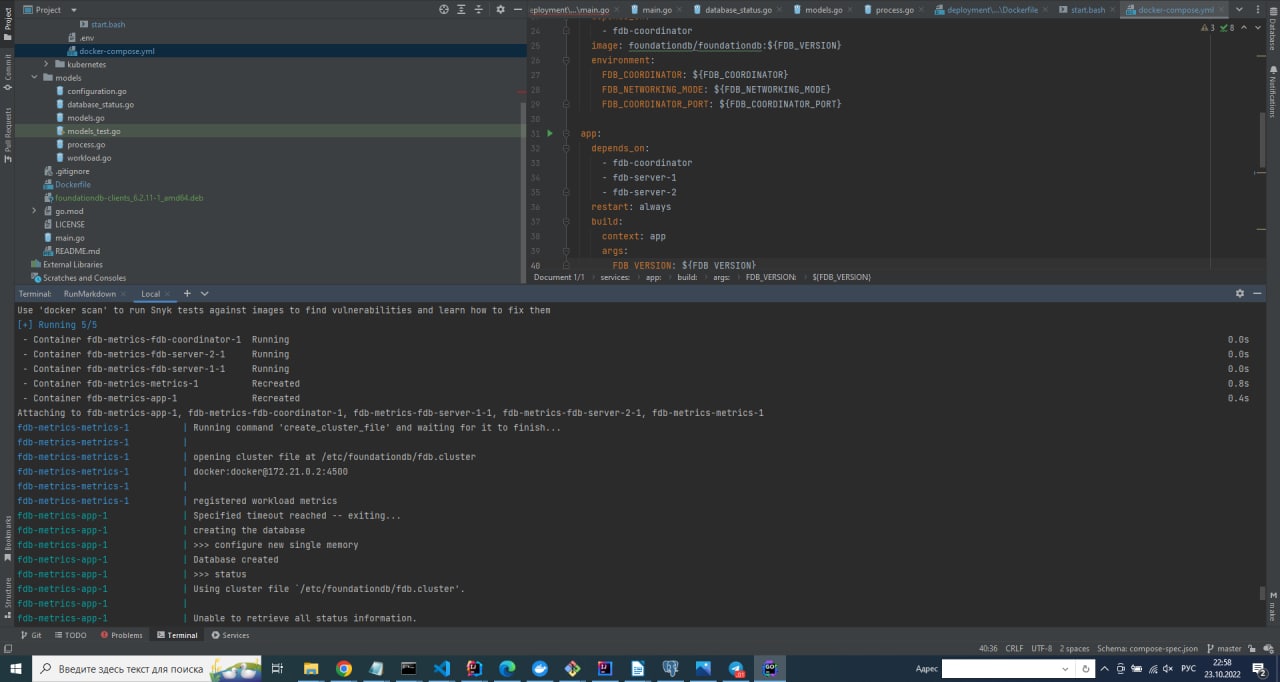 Project
start.bash
.env
docker-compose.yml
kubernetes
models
configuration.go
database_status.go
models.go
models_test.go
process.go
workload.go
.gitignore
Dockerfile
foundationdb-clients_6.2.11-1_amd64.deb
go.mod
LICENSE
main.go
README.md
External Libraries
Scratches and Consoles
Project
Commit
Pull Requests
Bookmarks
Structure
eployment\...\main.go main.go database_status.go models.go process.go deployment\...\Dockerfile start.bash docker-compose.yml
3 8
24 - fdb-coordinator
25 image: foundationdb/foundationdb:${FDB_VERSION}
26 environment:
27 FDB_COORDINATOR: ${FDB_COORDINATOR}
28 FDB_NETWORKING_MODE: ${FDB_NETWORKING_MODE}
29 FDB_COORDINATOR_PORT: ${FDB_COORDINATOR_PORT}
30
31 app:
32 depends_on:
33 - fdb-coordinator
34 - fdb-server-1
35 - fdb-server-2
36 restart: always
37 build:
38 context: app
39 args:
40 FDB_VERSION: ${FDB_VERSION}
Document 1/1 services: app: build: args: FDB_VERSION: ${FDB_VERSION}
Database
Notifications
make
Terminal: RunMarkdown Local
Use 'docker scan' to run Snyk tests against images to find vulnerabilities and learn how to fix them
[+] Running 5/5
- Container fdb-metrics-fdb-coordinator-1 Running 0.0s
- Container fdb-metrics-fdb-server-2-1 Running 0.0s
- Container fdb-metrics-fdb-server-1-1 Running 0.0s
- Container fdb-metrics-metrics-1 Recreated 0.8s
- Container fdb-metrics-app-1 Recreated 0.4s
Attaching to fdb-metrics-app-1, fdb-metrics-fdb-coordinator-1, fdb-metrics-fdb-server-1-1, fdb-metrics-fdb-server-2-1, fdb-metrics-metrics-1
fdb-metrics-metrics-1 | Running command 'create_cluster_file' and waiting for it to finish...
fdb-metrics-metrics-1 |
fdb-metrics-metrics-1 | opening cluster file at /etc/foundationdb/fdb.cluster
fdb-metrics-metrics-1 | docker:docker@172.21.0.2:4500
fdb-metrics-metrics-1 |
fdb-metrics-metrics-1 | registered workload metrics
fdb-metrics-app-1 | Specified timeout reached -- exiting...
fdb-metrics-app-1 | creating the database
fdb-metrics-app-1 | >>> configure new single memory
fdb-metrics-app-1 | Database created
fdb-metrics-app-1 | >>> status
fdb-metrics-app-1 | Using cluster file `/etc/foundationdb/fdb.cluster'.
fdb-metrics-app-1 |
fdb-metrics-app-1 | Unable to retrieve all status information.
Git TODO Problems Terminal Services
40:36 CRLF UTF-8 2 spaces Schema: compose-spec.json master
Введите здесь текст для поиска
Адрес
РУС
22:58
23.10.2022
2